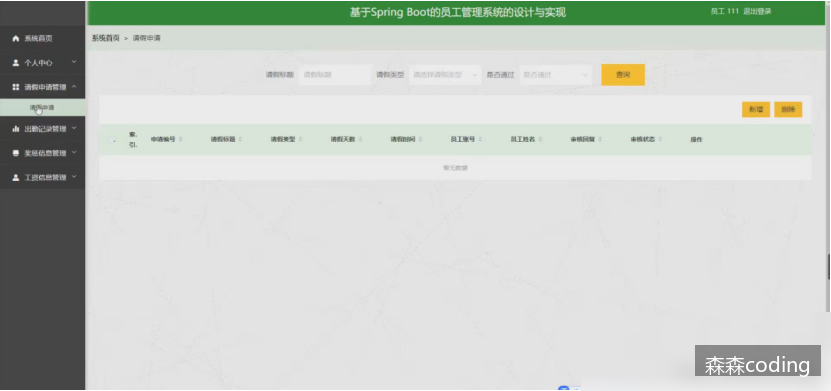 基于Spring Boot的员工管理系统的设计与实现
员工 111 退出登录
系统首页
个人中心
请假申请管理
请假申请
出勤记录管理
奖惩信息管理
工资信息管理
系统首页 > 请假申请
请假标题 请假标题 请假类型 请选择请假类型 是否通过 是否通过 查询
新增 删除
索引 申请编号 请假标题 请假类型 请假天数 请假时间 员工账号 员工姓名 审核回复 审核状态 操作
暂无数据
森森coding